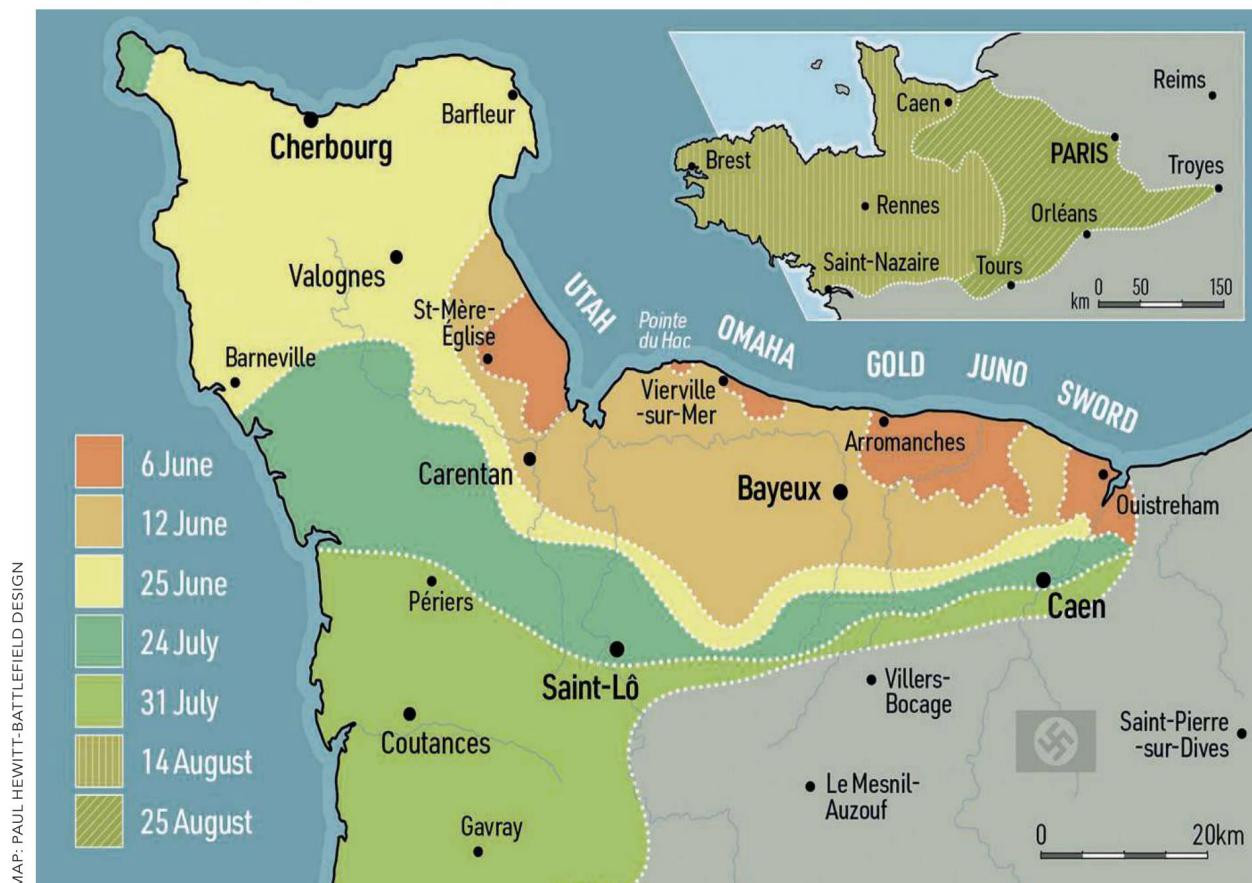 Cherbourg
Barfleur
Valognes
St-Mère-
Église
Barneville
Carentan
UTAH
Pointe
du Hoc
OMAHA
GOLD
JUNO
SWORD
Vierville
-sur-Mer
Arromanches
Bayeux
Ouistreham
Périers
Saint-Lô
Caen
Coutances
Villers-
Bocage
Saint-Pierre
-sur-Dives
Le Mesnil-
Auzouf
Gavray
0 20km
6 June
12 June
25 June
24 July
31 July
14 August
25 August
Caen
Reims
Brest
PARIS
Troyes
Rennes
Orléans
Saint-Nazaire
Tours
km 0 50 150
MAP: PAUL HEWITT-BATTLEFIELD DESIGN